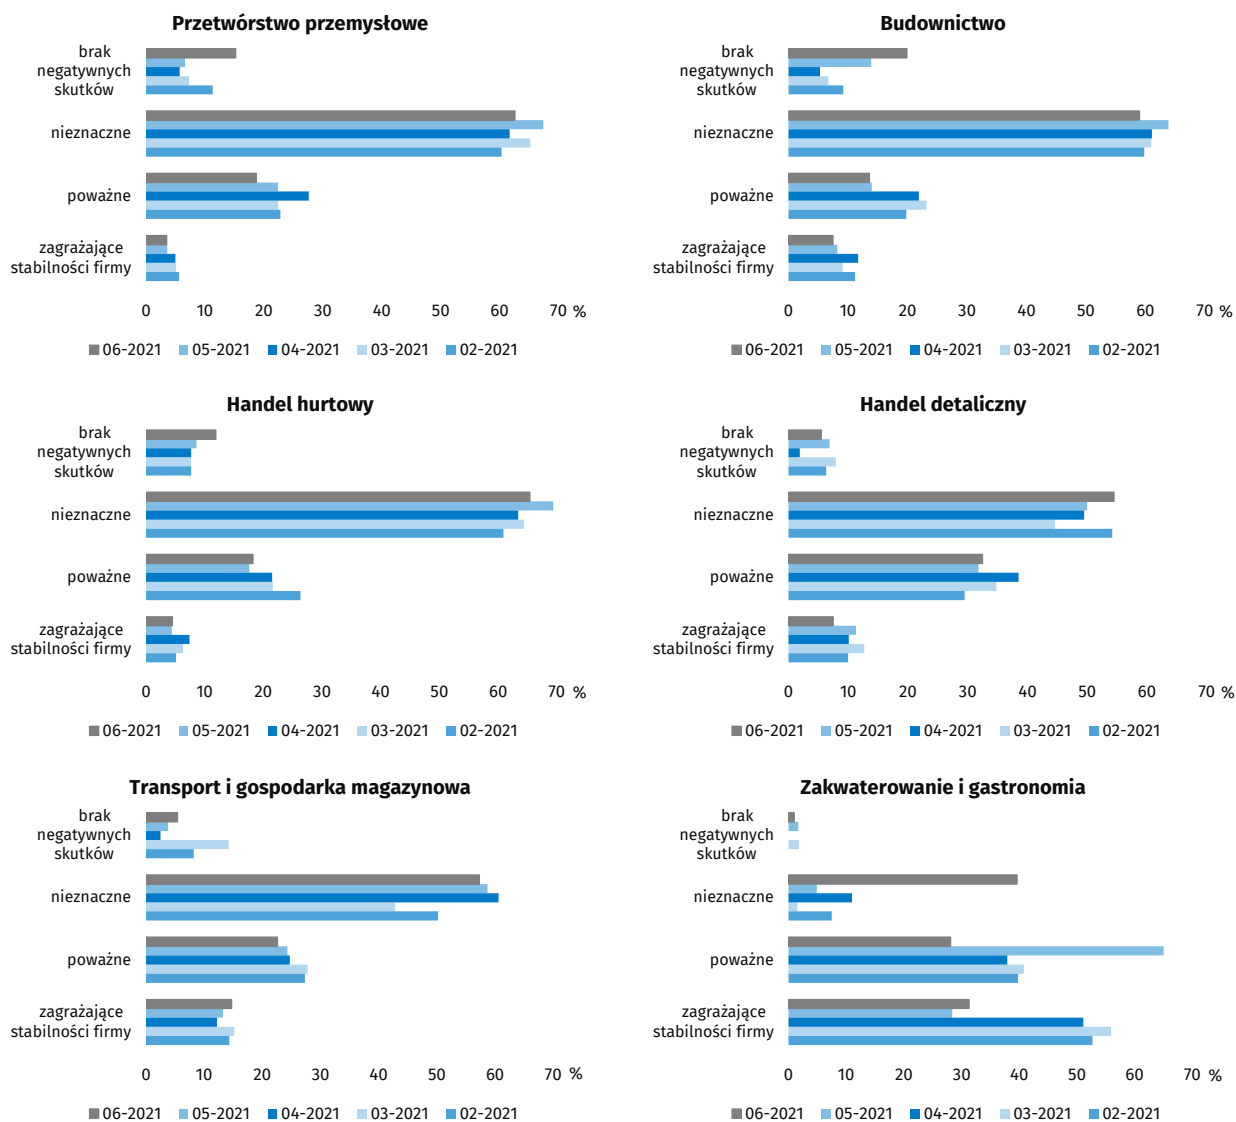 Przetwórstwo przemysłowe
brak
negatywnych
skutków
nieznaczne
poważne
zagrażające
stabilności firmy
0 10 20 30 40 50 60 70 %
06-2021 05-2021 04-2021 03-2021 02-2021
Budownictwo
brak
negatywnych
skutków
nieznaczne
poważne
zagrażające
stabilności firmy
0 10 20 30 40 50 60 70 %
06-2021 05-2021 04-2021 03-2021 02-2021
Handel hurtowy
brak
negatywnych
skutków
nieznaczne
poważne
zagrażające
stabilności firmy
0 10 20 30 40 50 60 70 %
06-2021 05-2021 04-2021 03-2021 02-2021
Handel detaliczny
brak
negatywnych
skutków
nieznaczne
poważne
zagrażające
stabilności firmy
0 10 20 30 40 50 60 70 %
06-2021 05-2021 04-2021 03-2021 02-2021
Transport i gospodarka magazynowa
brak
negatywnych
skutków
nieznaczne
poważne
zagrażające
stabilności firmy
0 10 20 30 40 50 60 70 %
06-2021 05-2021 04-2021 03-2021 02-2021
Zakwaterowanie i gastronomia
brak
negatywnych
skutków
nieznaczne
poważne
zagrażające
stabilności firmy
0 10 20 30 40 50 60 70 %
06-2021 05-2021 04-2021 03-2021 02-2021